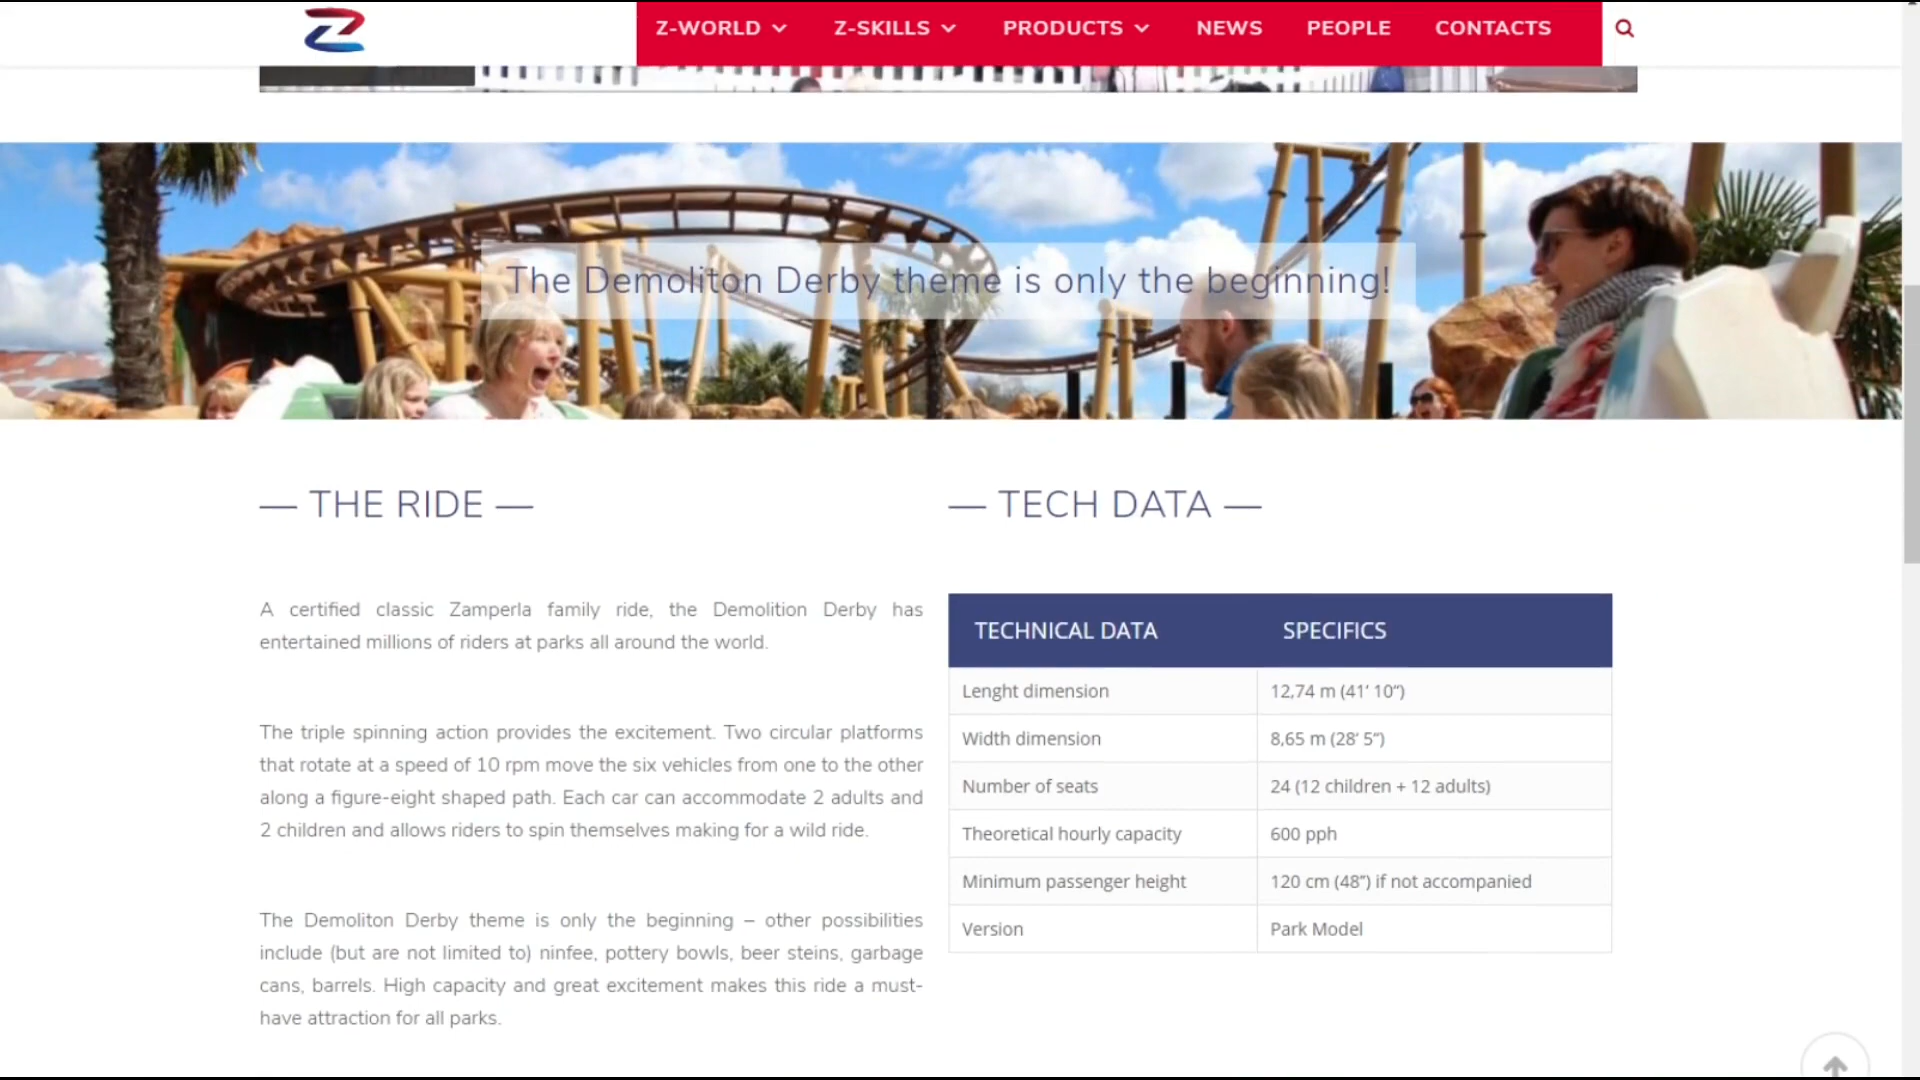 Z-WORLD Z-SKILLS PRODUCTS NEWS PEOPLE CONTACTS
The Demoliton Derby theme is only the beginning!
— THE RIDE —
A certified classic Zamperla family ride, the Demolition Derby has
entertained millions of riders at parks all around the world.
The triple spinning action provides the excitement. Two circular platforms
that rotate at a speed of 10 rpm move the six vehicles from one to the other
along a figure-eight shaped path. Each car can accommodate 2 adults and
2 children and allows riders to spin themselves making for a wild ride.
The Demoliton Derby theme is only the beginning – other possibilities
include (but are not limited to) ninfee, pottery bowls, beer steins, garbage
cans, barrels. High capacity and great excitement makes this ride a must-
have attraction for all parks.
— TECH DATA —
TECHNICAL DATA SPECIFICS
Lenght dimension 12,74 m (41′ 10″)
Width dimension 8,65 m (28′ 5″)
Number of seats 24 (12 children + 12 adults)
Theoretical hourly capacity 600 pph
Minimum passenger height 120 cm (48”) if not accompanied
Version Park Model